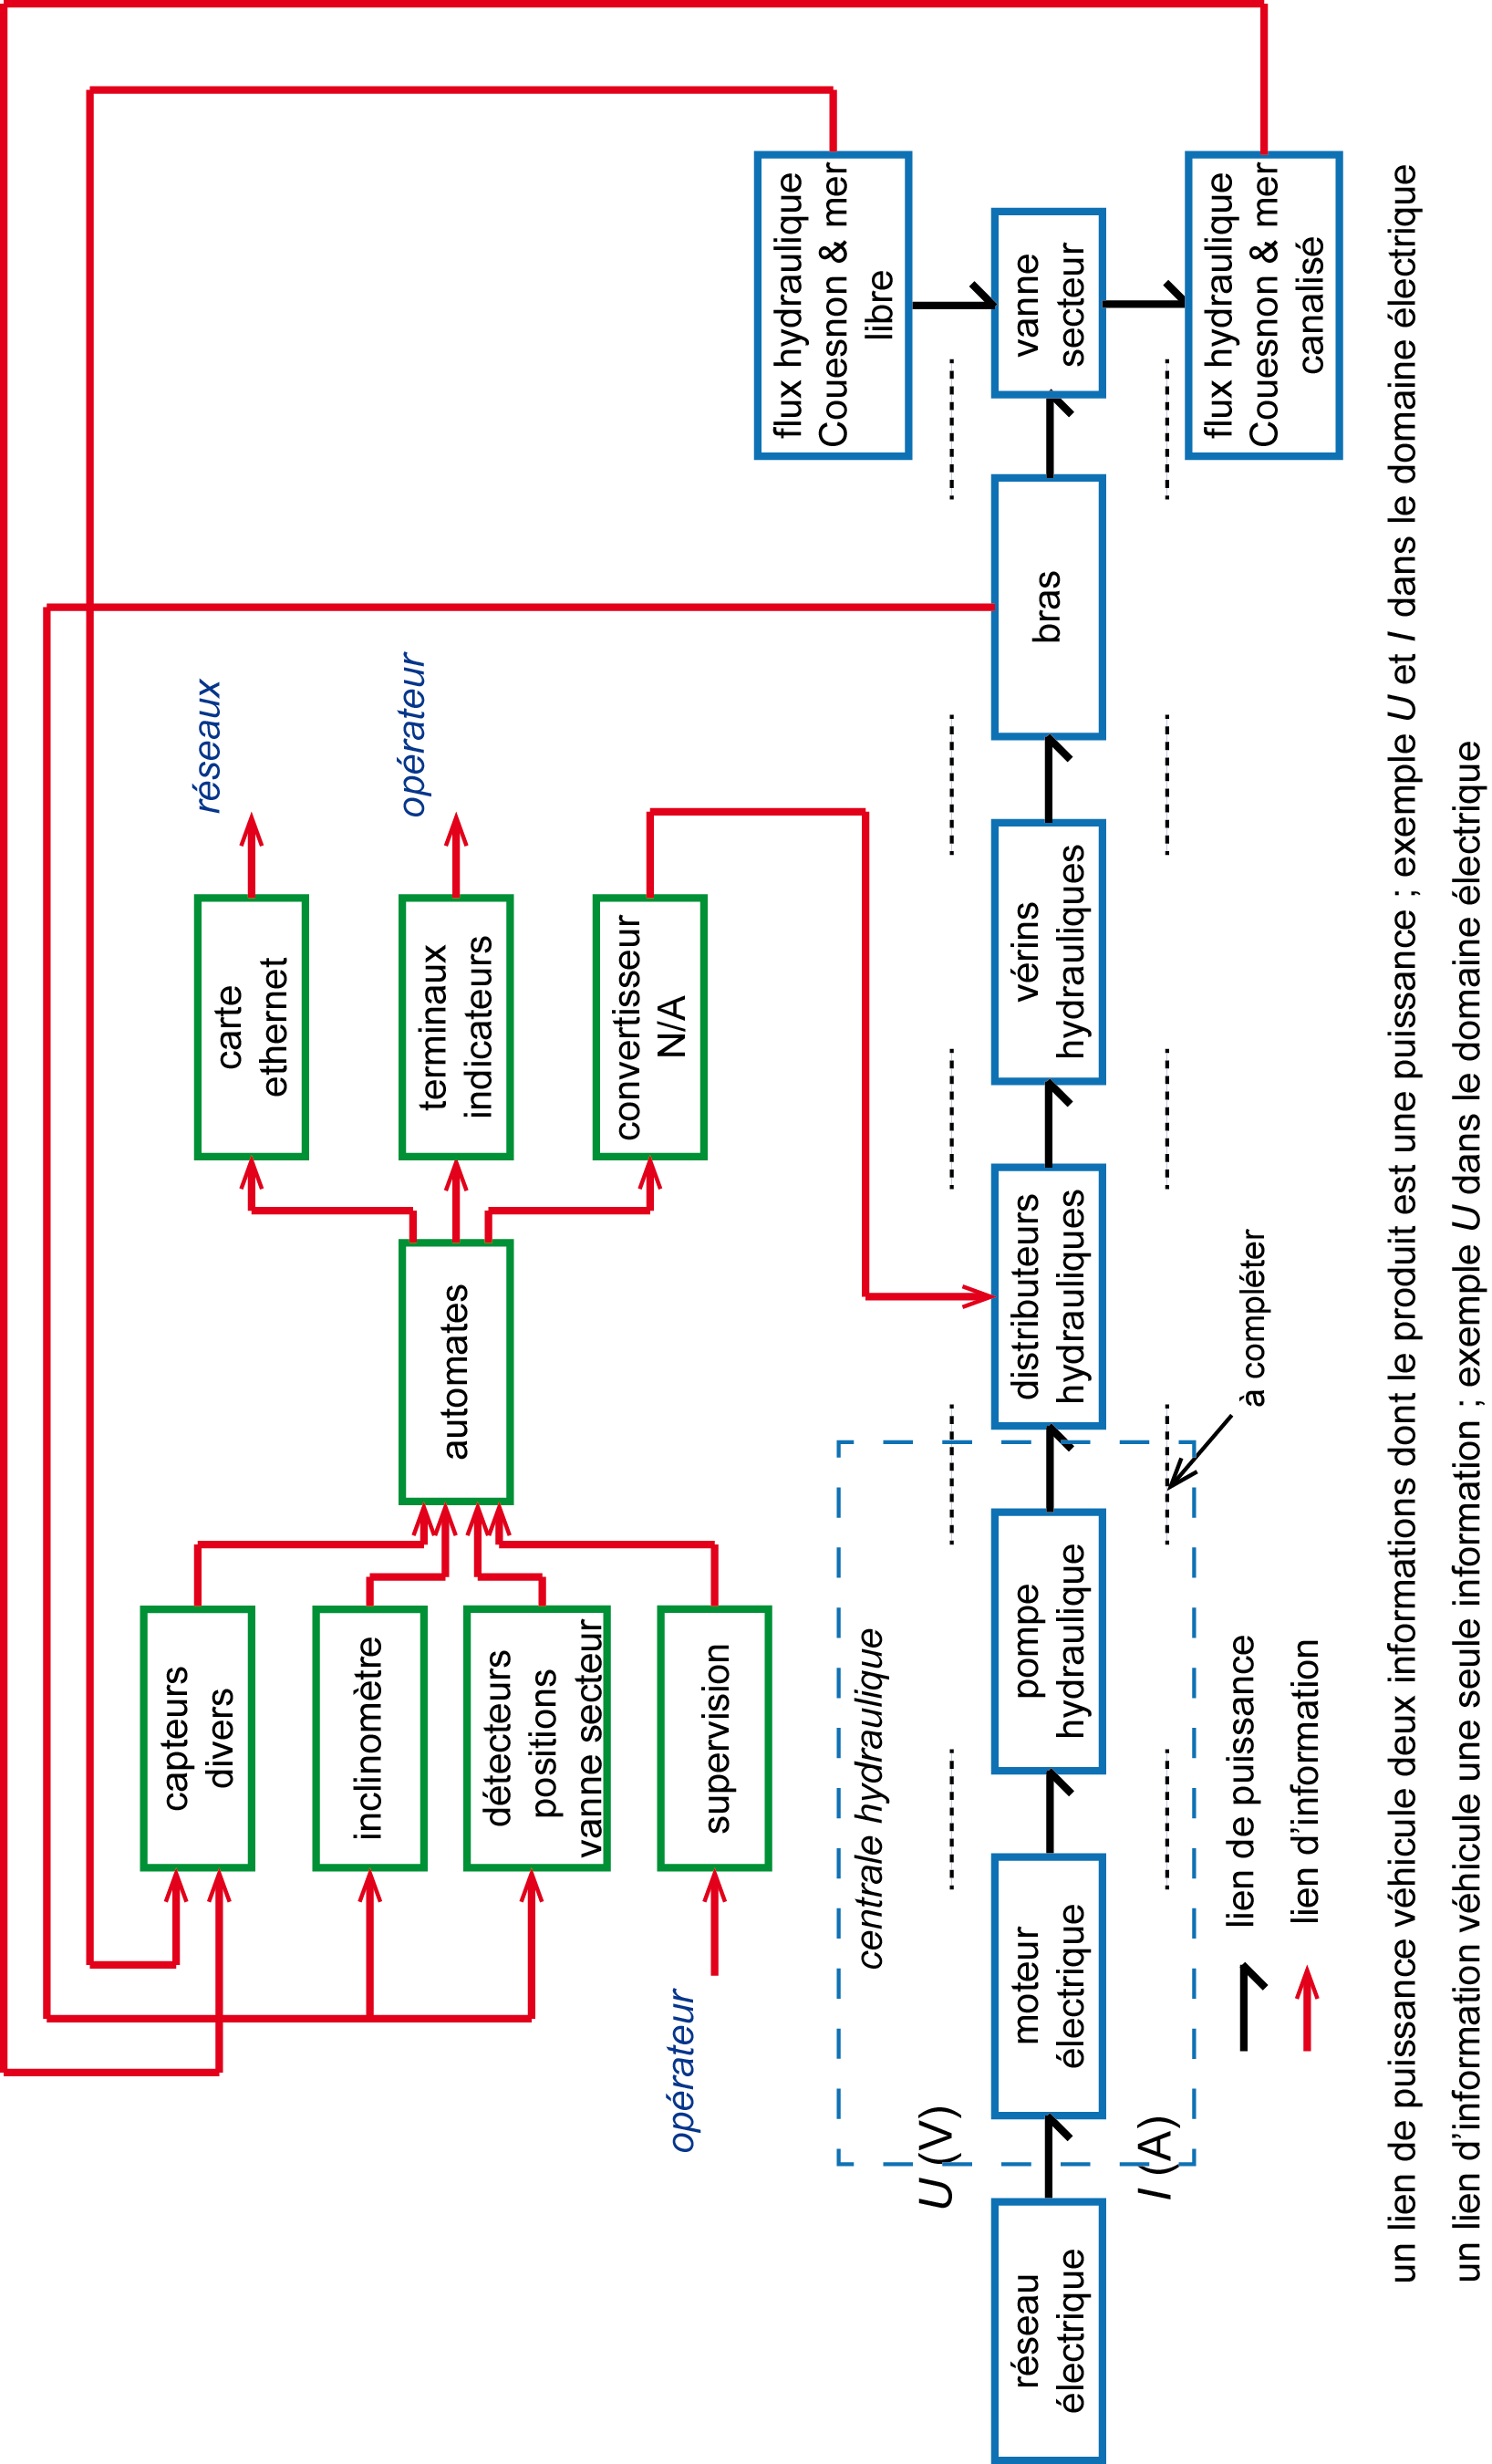 capteurs
divers
inclinomètre
détecteurs
positions
vanne secteur
supervision
opérateur
automates
carte
ethernet
terminaux
indicateurs
convertisseur
N/A
réseaux
opérateur
centrale hydraulique
U (V)
I (A)
réseau
électrique
moteur
électrique
pompe
hydraulique
distributeurs
hydrauliques
vérins
hydrauliques
bras
vanne
secteur
flux hydraulique
Couesnon & mer
libre
flux hydraulique
Couesnon & mer
canalisé
à compléter
lien de puissance
lien d’information
un lien de puissance véhicule deux informations dont le produit est une puissance ; exemple U et I dans le domaine électrique
un lien d’information véhicule une seule information ; exemple U dans le domaine électrique